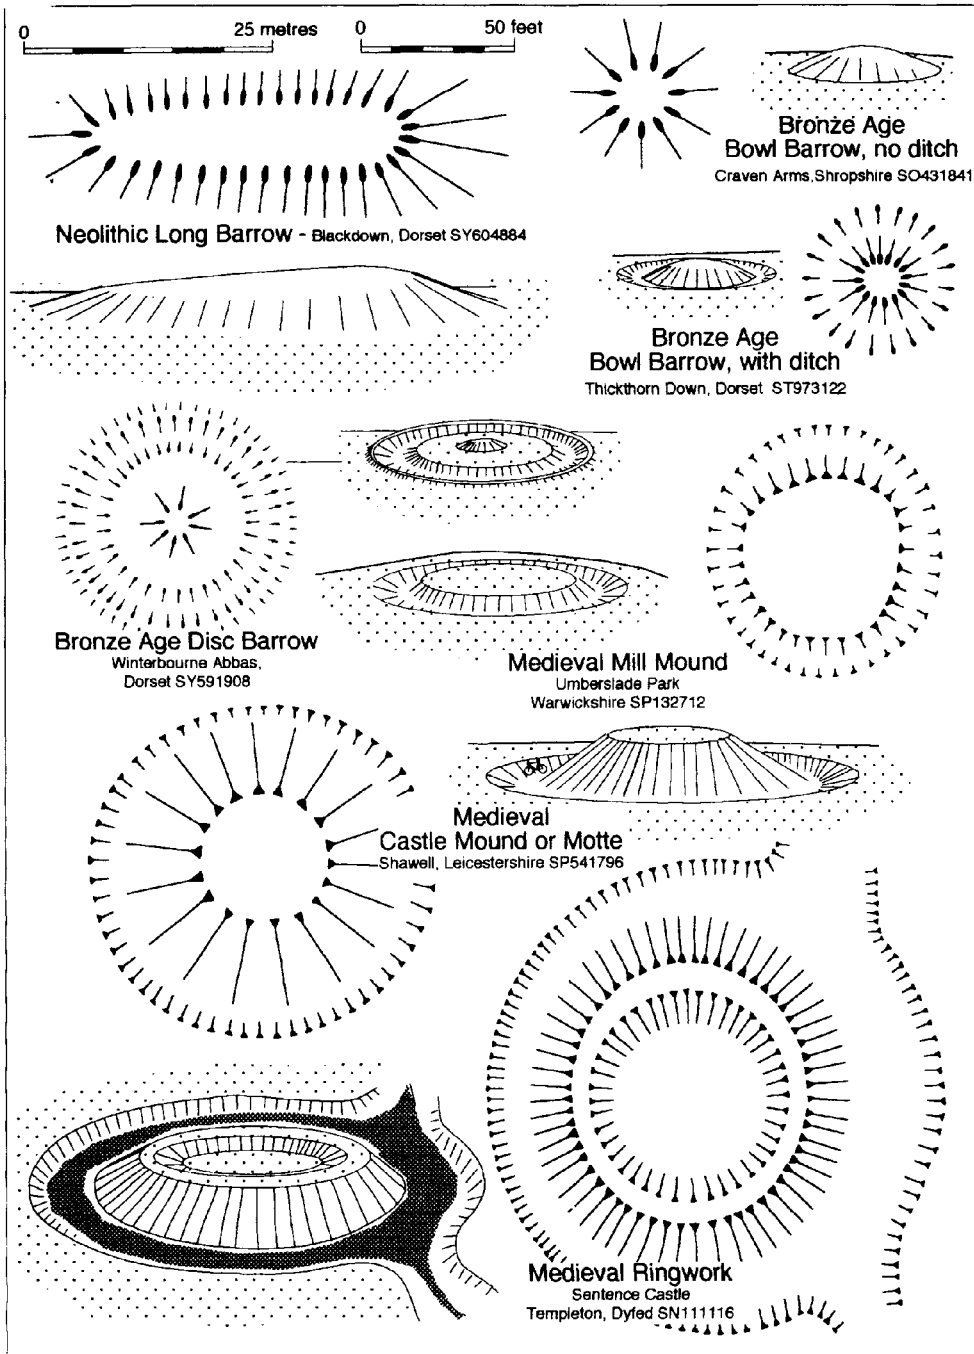 0 25 metres 0 50 feet
Bronze Age
Bowl Barrow, no ditch
Craven Arms, Shropshire SO431841
Neolithic Long Barrow - Blackdown, Dorset SY604884
Bronze Age
Bowl Barrow, with ditch
Thickthorn Down, Dorset ST973122
Bronze Age Disc Barrow
Winterbourne Abbas,
Dorset SY591908
Medieval Mill Mound
Umberslade Park
Warwickshire SP132712
Medieval
Castle Mound or Motte
Shawell, Leicestershire SP541796
Medieval Ringwork
Sentence Castle
Templeton, Dyfed SN111116